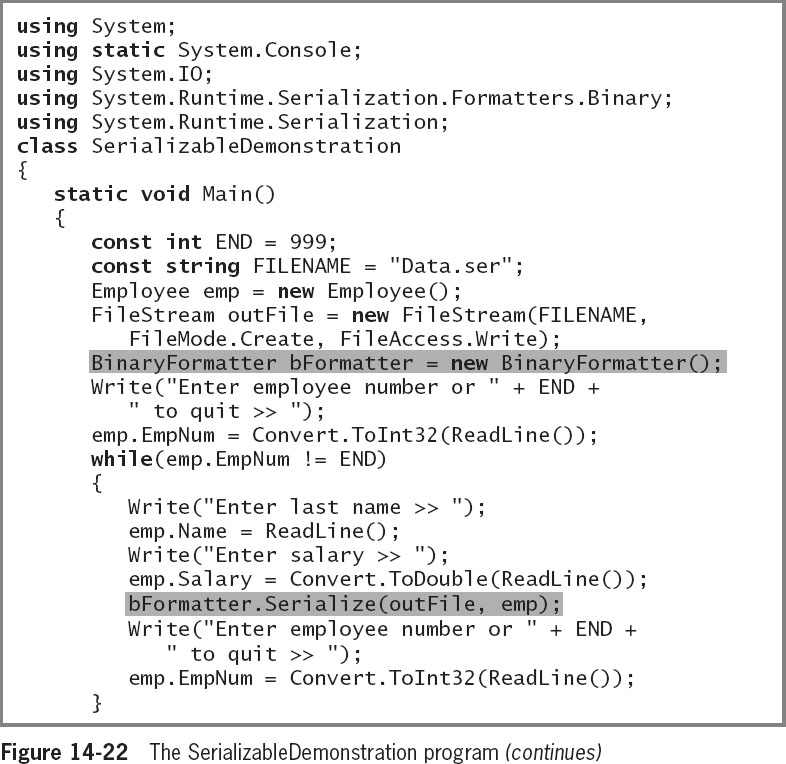 using System;
using static System.Console;
using System.IO;
using System.Runtime.Serialization.Formatters.Binary;
using System.Runtime.Serialization;
class SerializableDemonstration
{
   static void Main()
   {
      const int END = 999;
      const string FILENAME = "Data.ser";
      Employee emp = new Employee();
      FileStream outFile = new FileStream(FILENAME,
         FileMode.Create, FileAccess.Write);
      BinaryFormatter bFormatter = new BinaryFormatter();
      Write("Enter employee number or " + END +
         " to quit >> ");
      emp.EmpNum = Convert.ToInt32(ReadLine());
      while(emp.EmpNum != END)
      {
         Write("Enter last name >> ");
         emp.Name = ReadLine();
         Write("Enter salary >> ");
         emp.Salary = Convert.ToDouble(ReadLine());
         bFormatter.Serialize(outFile, emp);
         Write("Enter employee number or " + END +
            " to quit >> ");
         emp.EmpNum = Convert.ToInt32(ReadLine());
      }
Figure 14-22 The SerializableDemonstration program (continues)